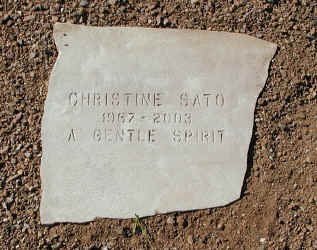 CHRISTINE SATO
1967-2003
A GENTLE SPIRIT